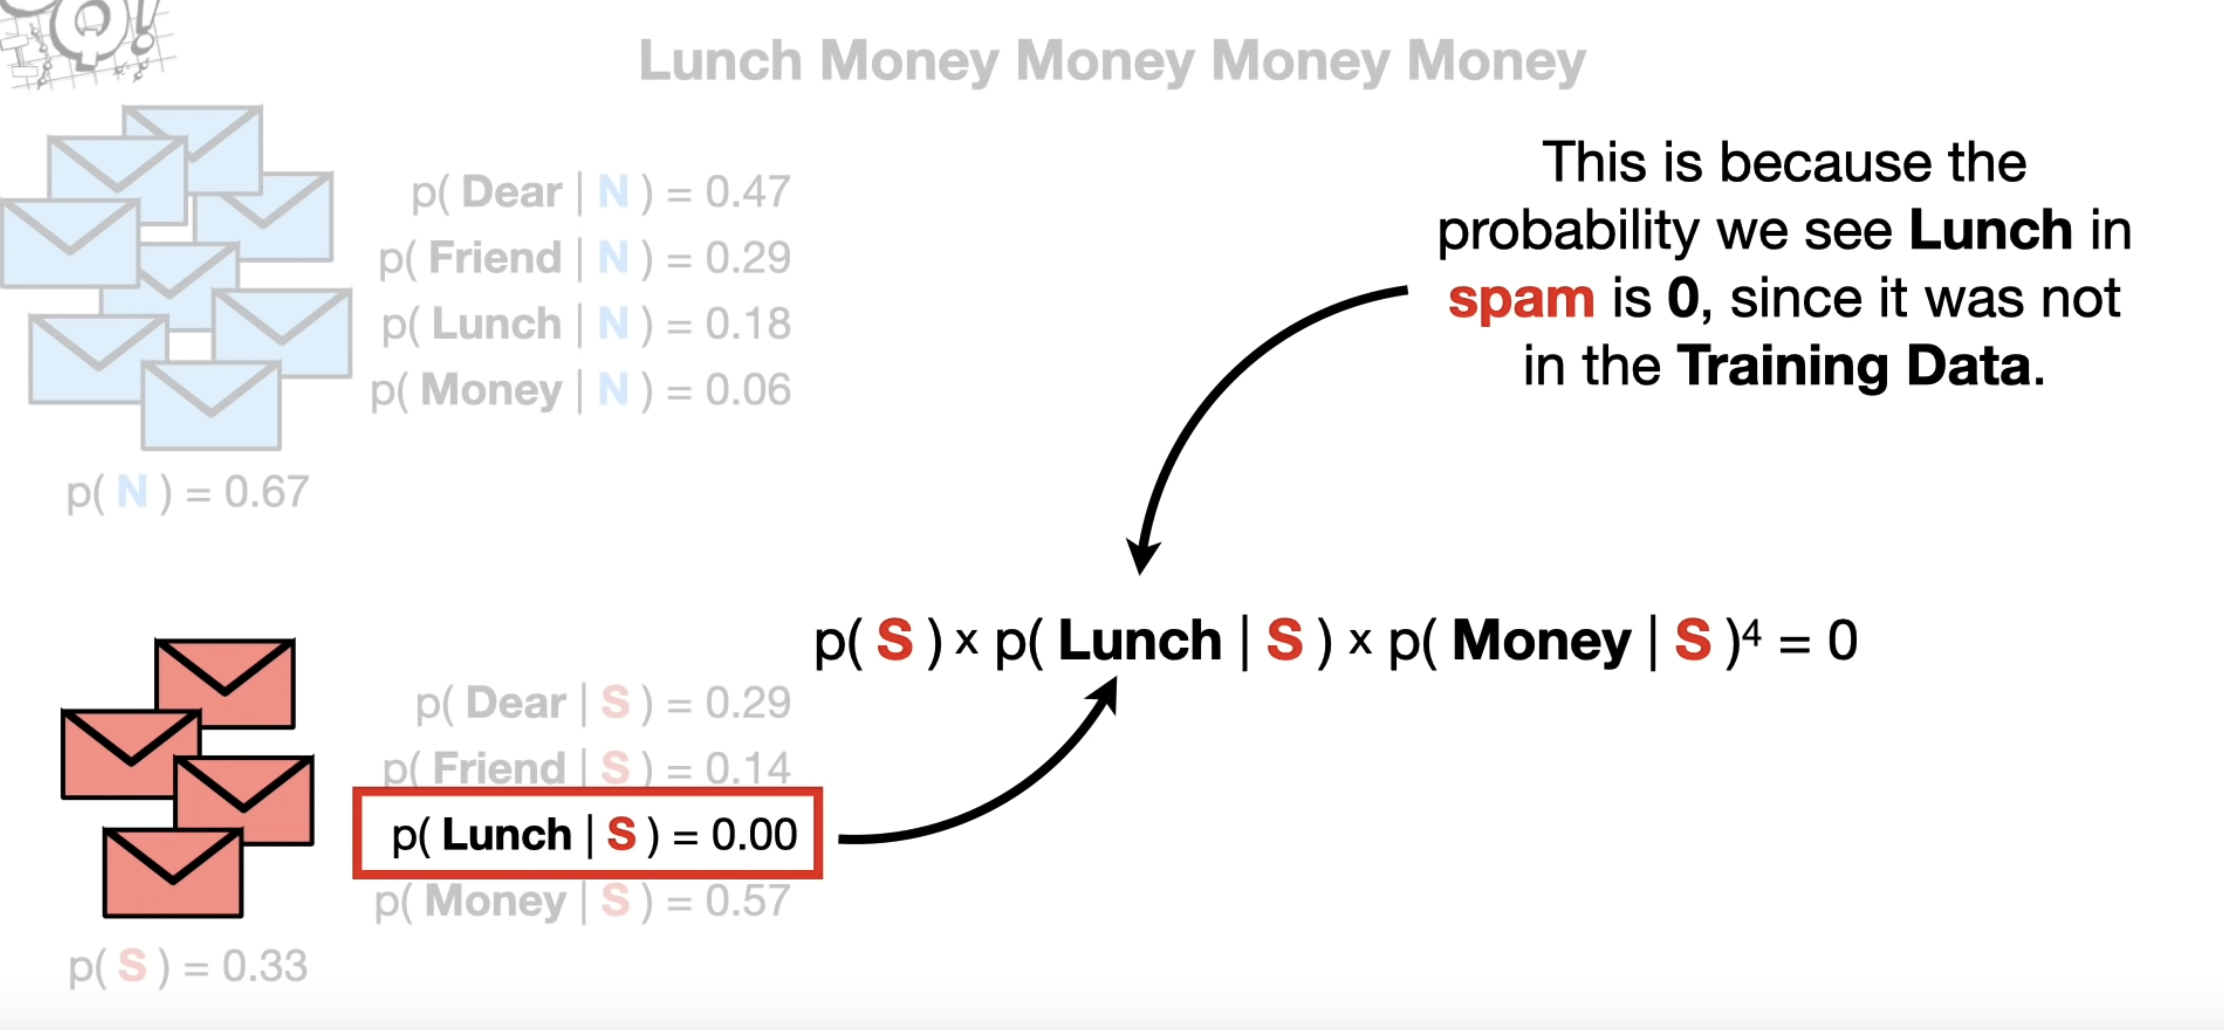 Lunch Money Money Money Money
p( Dear | N ) = 0.47
p( Friend | N ) = 0.29
p( Lunch | N ) = 0.18
p( Money | N ) = 0.06
p( N ) = 0.67
This is because the
probability we see Lunch in
spam is 0, since it was not
in the Training Data.
p( S ) x p( Lunch | S ) x p( Money | S )⁴ = 0
p( Dear | S ) = 0.29
p( Friend | S ) = 0.14
p( Lunch | S ) = 0.00
p( Money | S ) = 0.57
p( S ) = 0.33